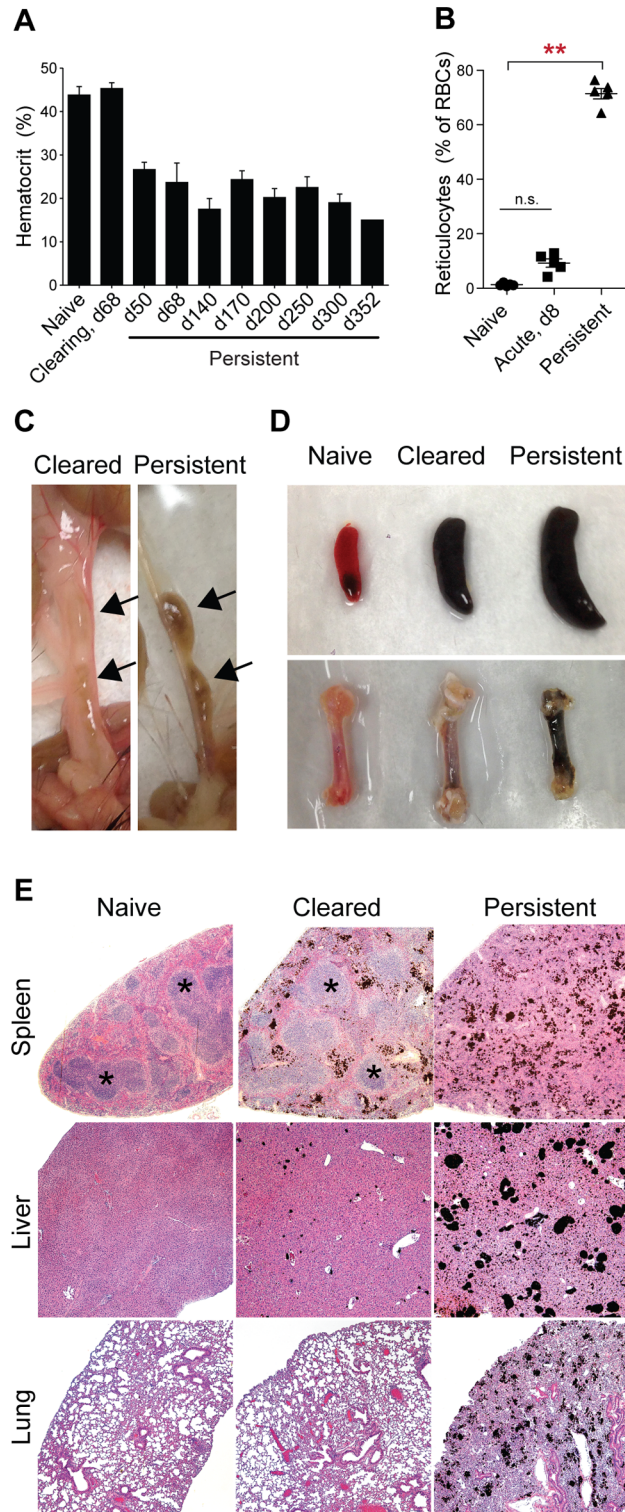 A
Hematocrit (%)
50
40
30
20
10
0
Naive
Clearing, d68
d50
d68
d140
d170
d200
d250
d300
d352
Persistent
B
**
Reticulocytes (% of RBCs)
80
60
40
20
10
0
n.s.
Naive
Acute, d8
Persistent
C
Cleared Persistent
D
Naive Cleared Persistent
E
Naive Cleared Persistent
Spleen
* *
* *
Liver
Lung